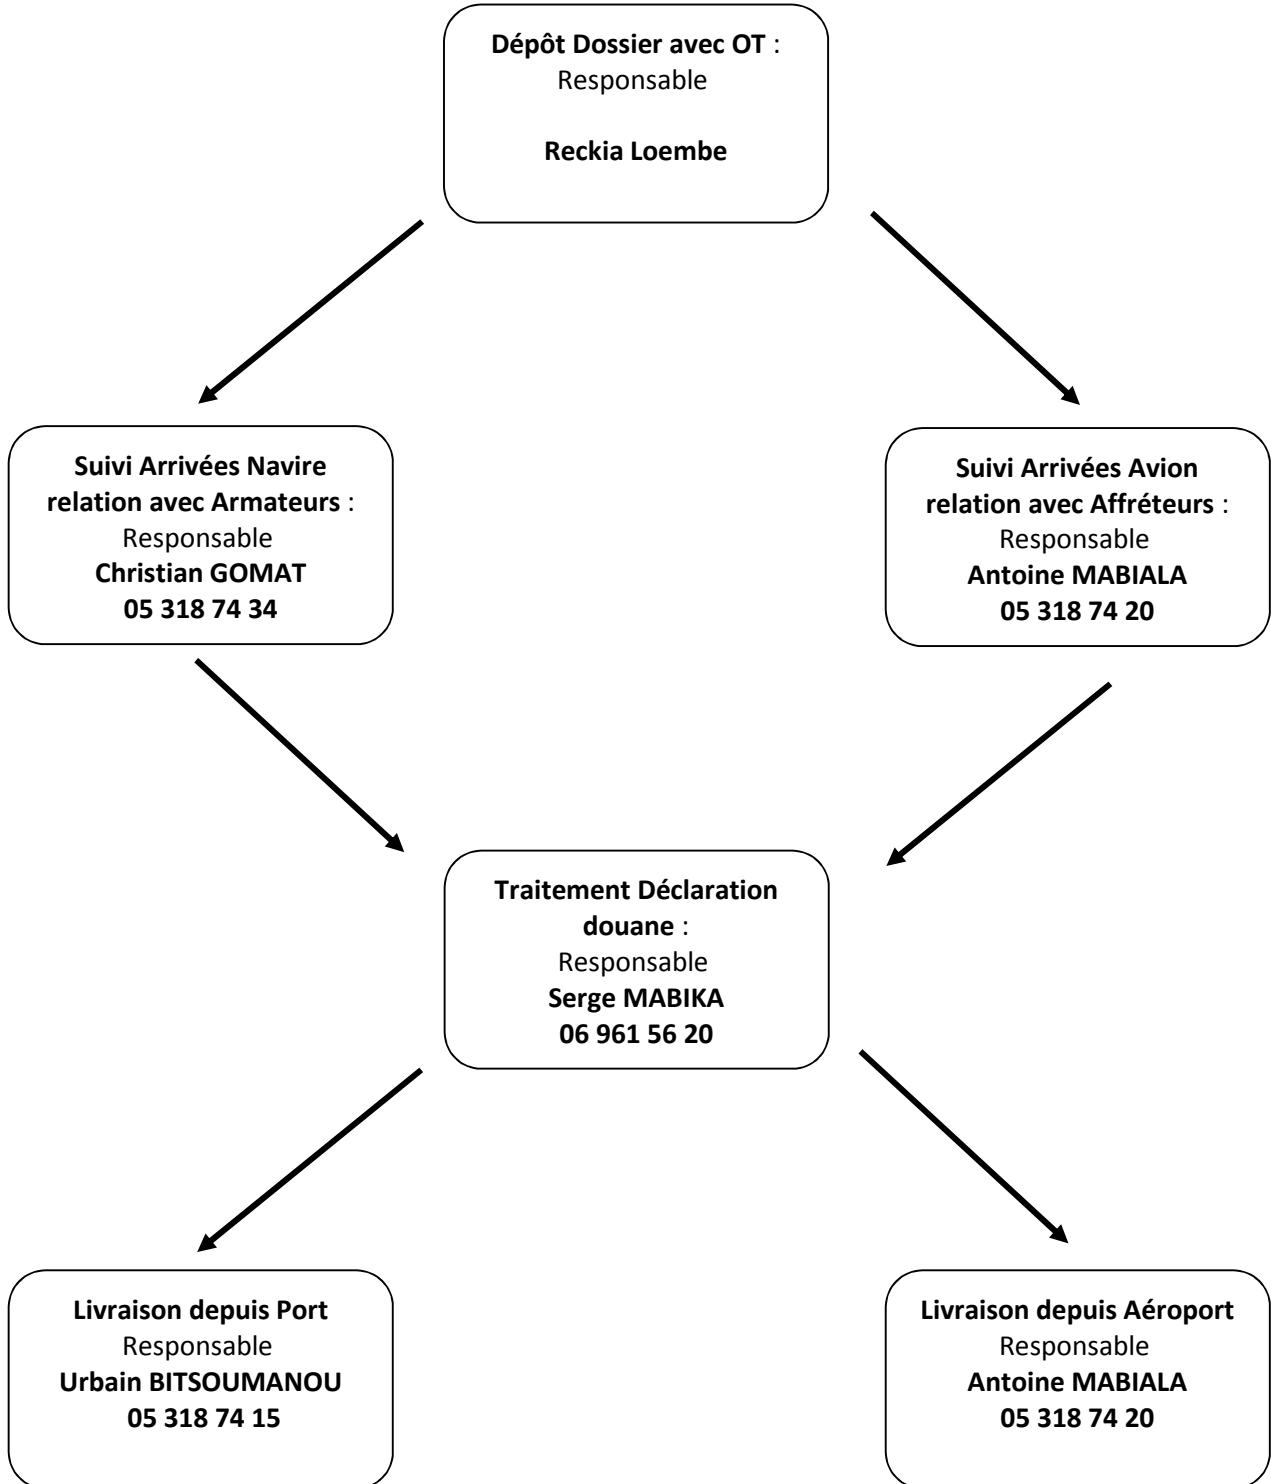 Dépôt Dossier avec OT :
Responsable
Reckia Loembe
Suivi Arrivées Navire
relation avec Armateurs :
Responsable
Christian GOMAT
05 318 74 34
Suivi Arrivées Avion
relation avec Affréteurs :
Responsable
Antoine MABIALA
05 318 74 20
Traitement Déclaration
douane :
Responsable
Serge MABIKA
06 961 56 20
Livraison depuis Port
Responsable
Urbain BITSOUMANOU
05 318 74 15
Livraison depuis Aéroport
Responsable
Antoine MABIALA
05 318 74 20